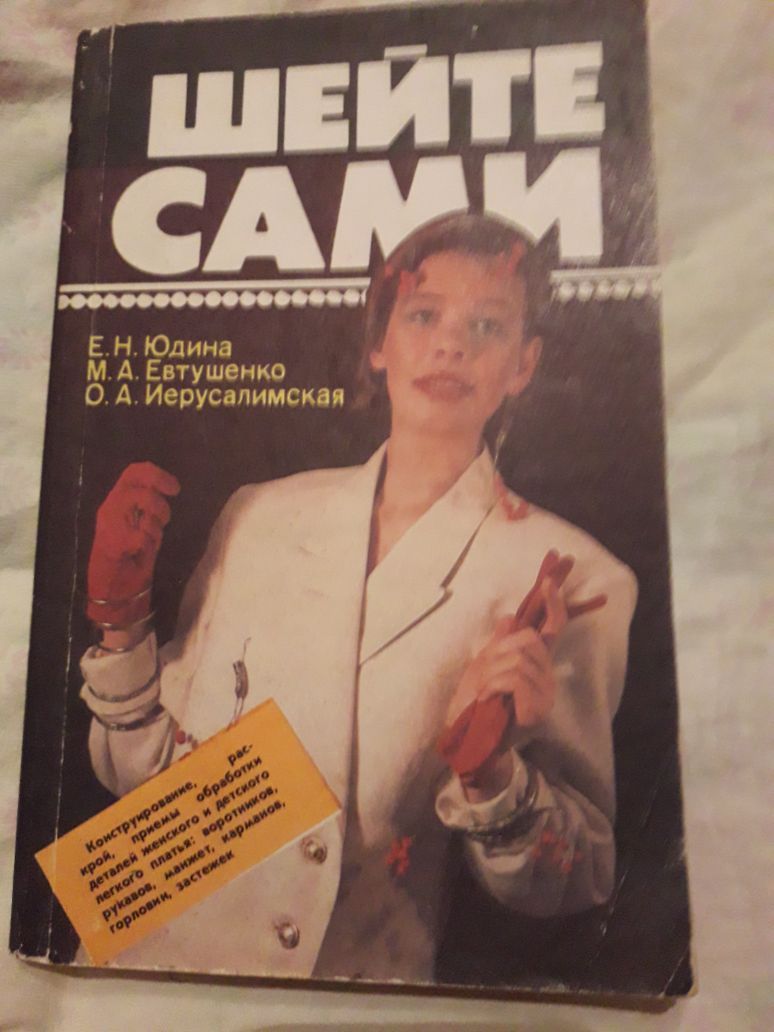 ШЕЙТЕ
САМИ
Е. Н. Юдина
М. А. Евтушенко
О. А. Иерусалимская
Конструирование, рас-
крой, приемы обработки
деталей женского и детского
легкого платья: воротников,
рукавов, манжет, карманов,
горловин, застежек